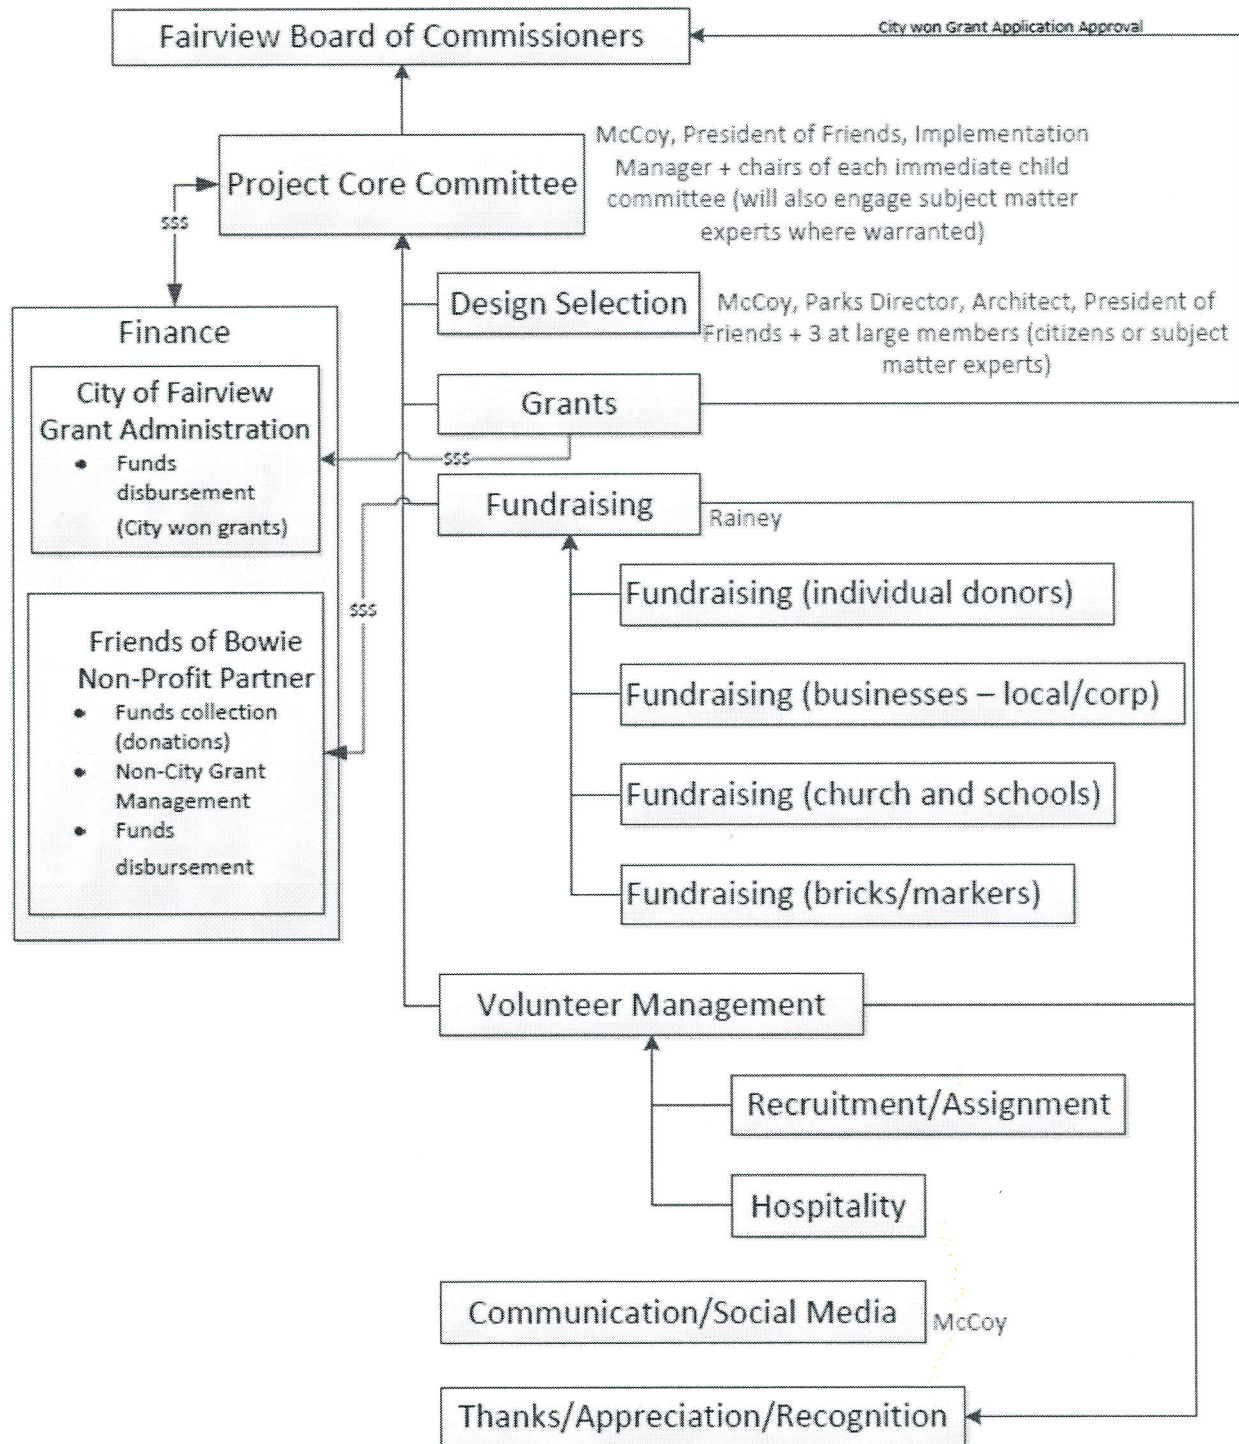 Fairview Board of Commissioners
City won Grant Application Approval
Project Core Committee
McCoy, President of Friends, Implementation
Manager + chairs of each immediate child
committee (will also engage subject matter
experts where warranted)
$$$
Design Selection
McCoy, Parks Director, Architect, President of
Friends + 3 at large members (citizens or subject
matter experts)
Finance
City of Fairview
Grant Administration
• Funds
disbursement
(City won grants)
Grants
$$$
Fundraising
Rainey
$$$
Fundraising (individual donors)
Fundraising (businesses – local/corp)
Fundraising (church and schools)
Fundraising (bricks/markers)
Friends of Bowie
Non-Profit Partner
• Funds collection
(donations)
• Non-City Grant
Management
• Funds
disbursement
Volunteer Management
Recruitment/Assignment
Hospitality
Communication/Social Media
McCoy
Thanks/Appreciation/Recognition